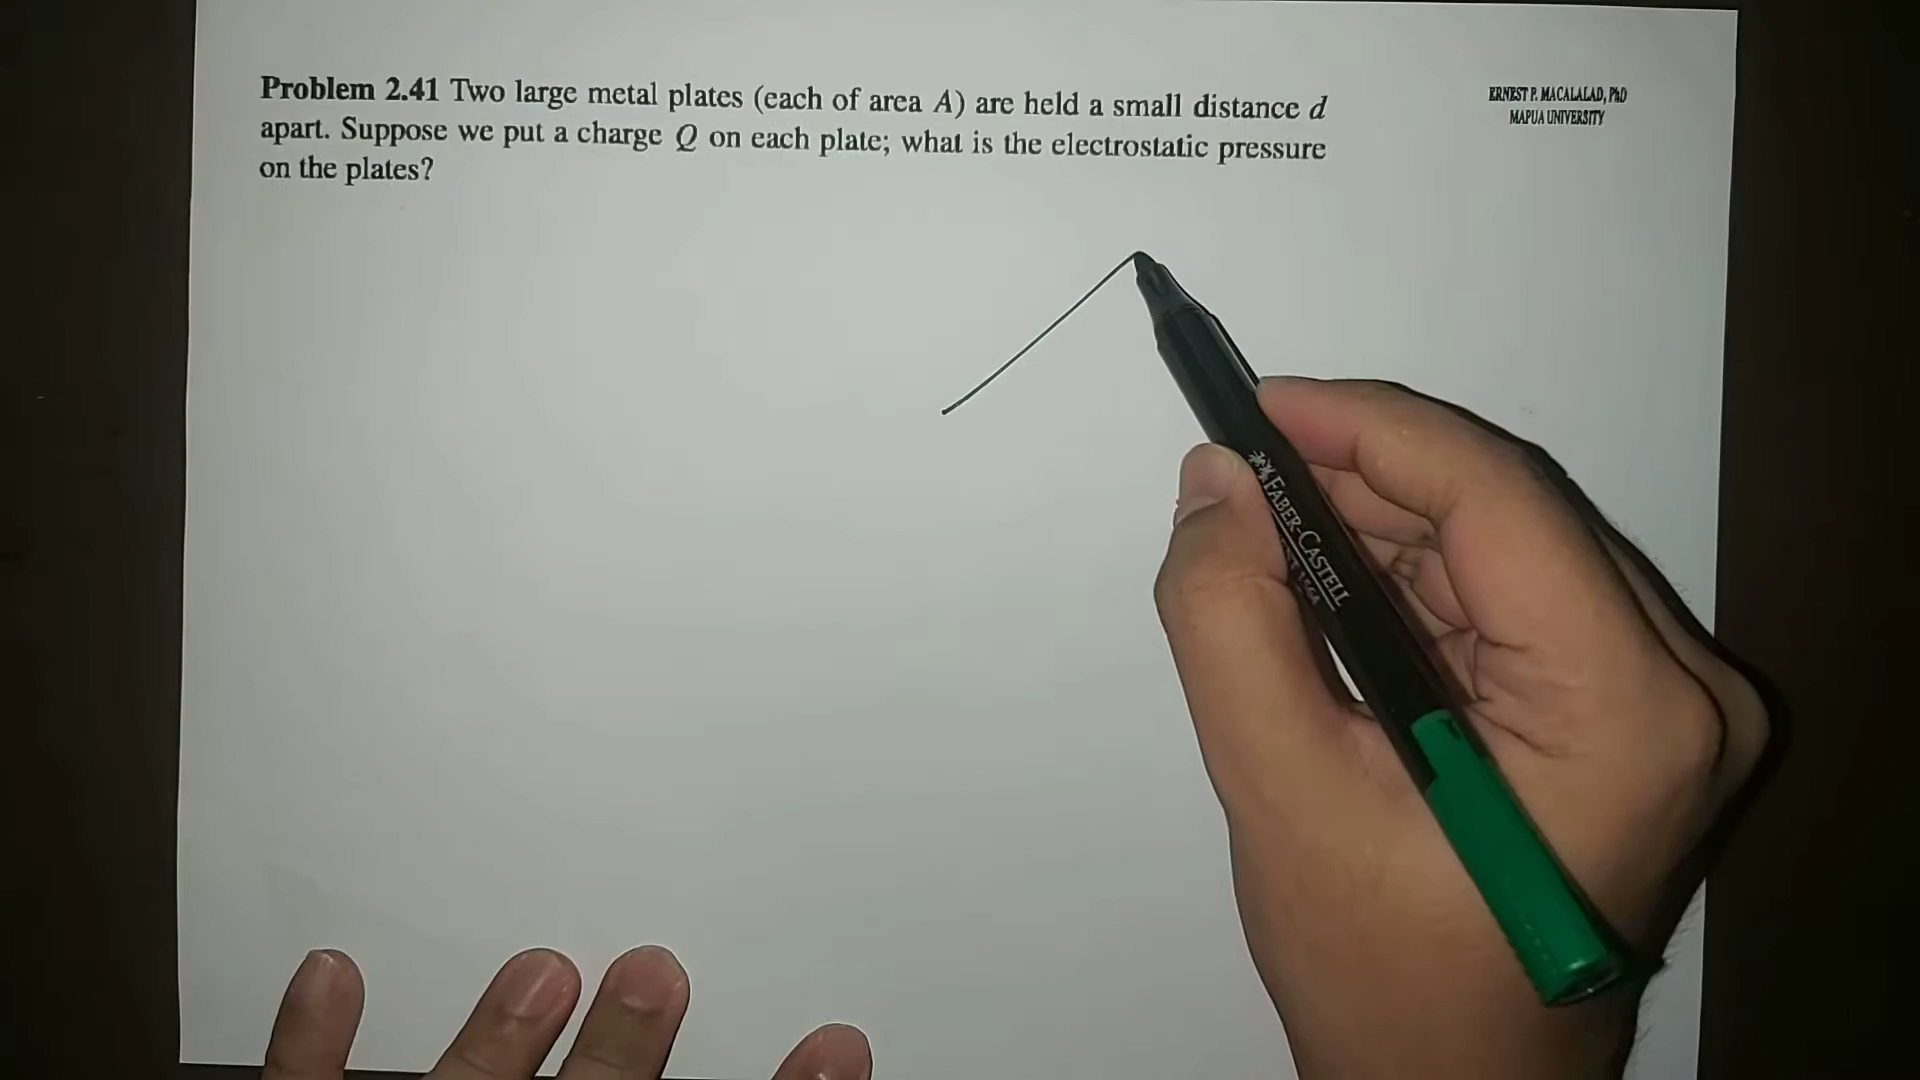 Problem 2.41 Two large metal plates (each of area A) are held a small distance d
apart. Suppose we put a charge Q on each plate; what is the electrostatic pressure
on the plates?
ERNEST P. MACALALAD, PhD
MAPUA UNIVERSITY
FABER-CASTELL